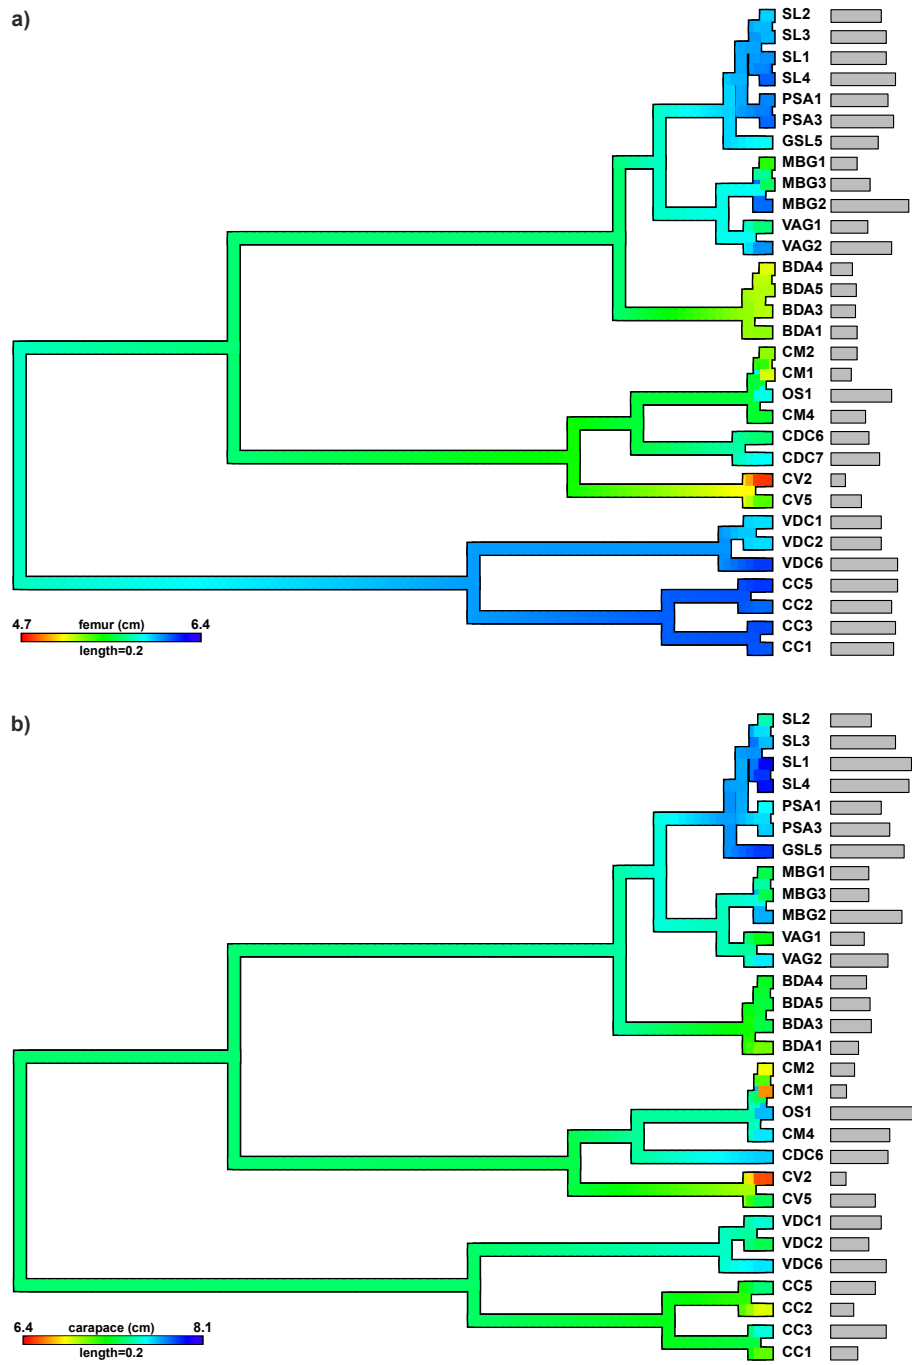 a)
SL2
SL3
SL1
SL4
PSA1
PSA3
GSL5
MBG1
MBG3
MBG2
VAG1
VAG2
BDA4
BDA5
BDA3
BDA1
CM2
CM1
OS1
CM4
CDC6
CDC7
CV2
CV5
VDC1
VDC2
VDC6
CC5
CC2
CC3
CC1
4.7 femur (cm) 6.4
length=0.2
b)
SL2
SL3
SL1
SL4
PSA1
PSA3
GSL5
MBG1
MBG3
MBG2
VAG1
VAG2
BDA4
BDA5
BDA3
BDA1
CM2
CM1
OS1
CM4
CDC6
CV2
CV5
VDC1
VDC2
VDC6
CC5
CC2
CC3
CC1
6.4 carapace (cm) 8.1
length=0.2